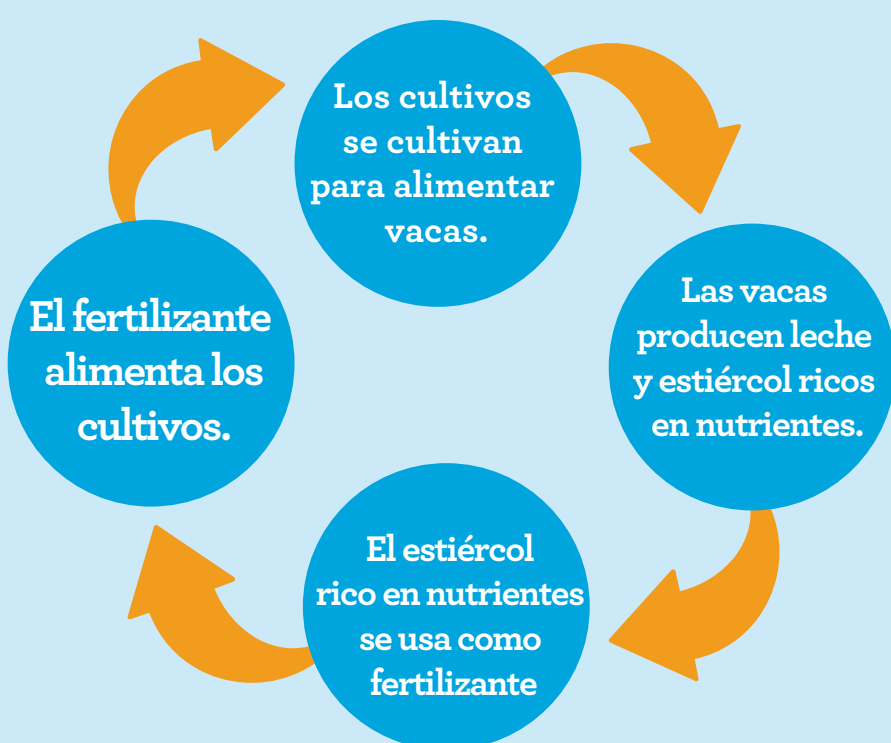 Los cultivos
se cultivan
para alimentar
vacas.
Las vacas
producen leche
y estiércol ricos
en nutrientes.
El estiércol
rico en nutrientes
se usa como
fertilizante
El fertilizante
alimenta los
cultivos.